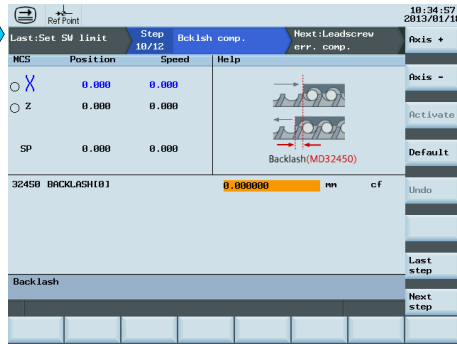 Ref Point
10:34:57
2013/01/1
Last:Set SW limit
Step
10/12
Bcklsh comp.
Next:Leadscrew
err. comp.
MCS Position Speed Help
X 0.000 0.000
Z 0.000 0.000
SP 0.000 0.000
Backlash(MD32450)
32450 BACKLASH[0] 0.000000 mm cf
Backlash
Axis +
Axis -
Activate
Default
Undo
Last
step
Next
step